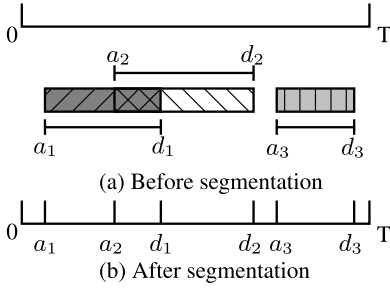 0 T
a₂ d₂
a₁ d₁ a₃ d₃
(a) Before segmentation
0 a₁ a₂ d₁ d₂ a₃ d₃ T
(b) After segmentation